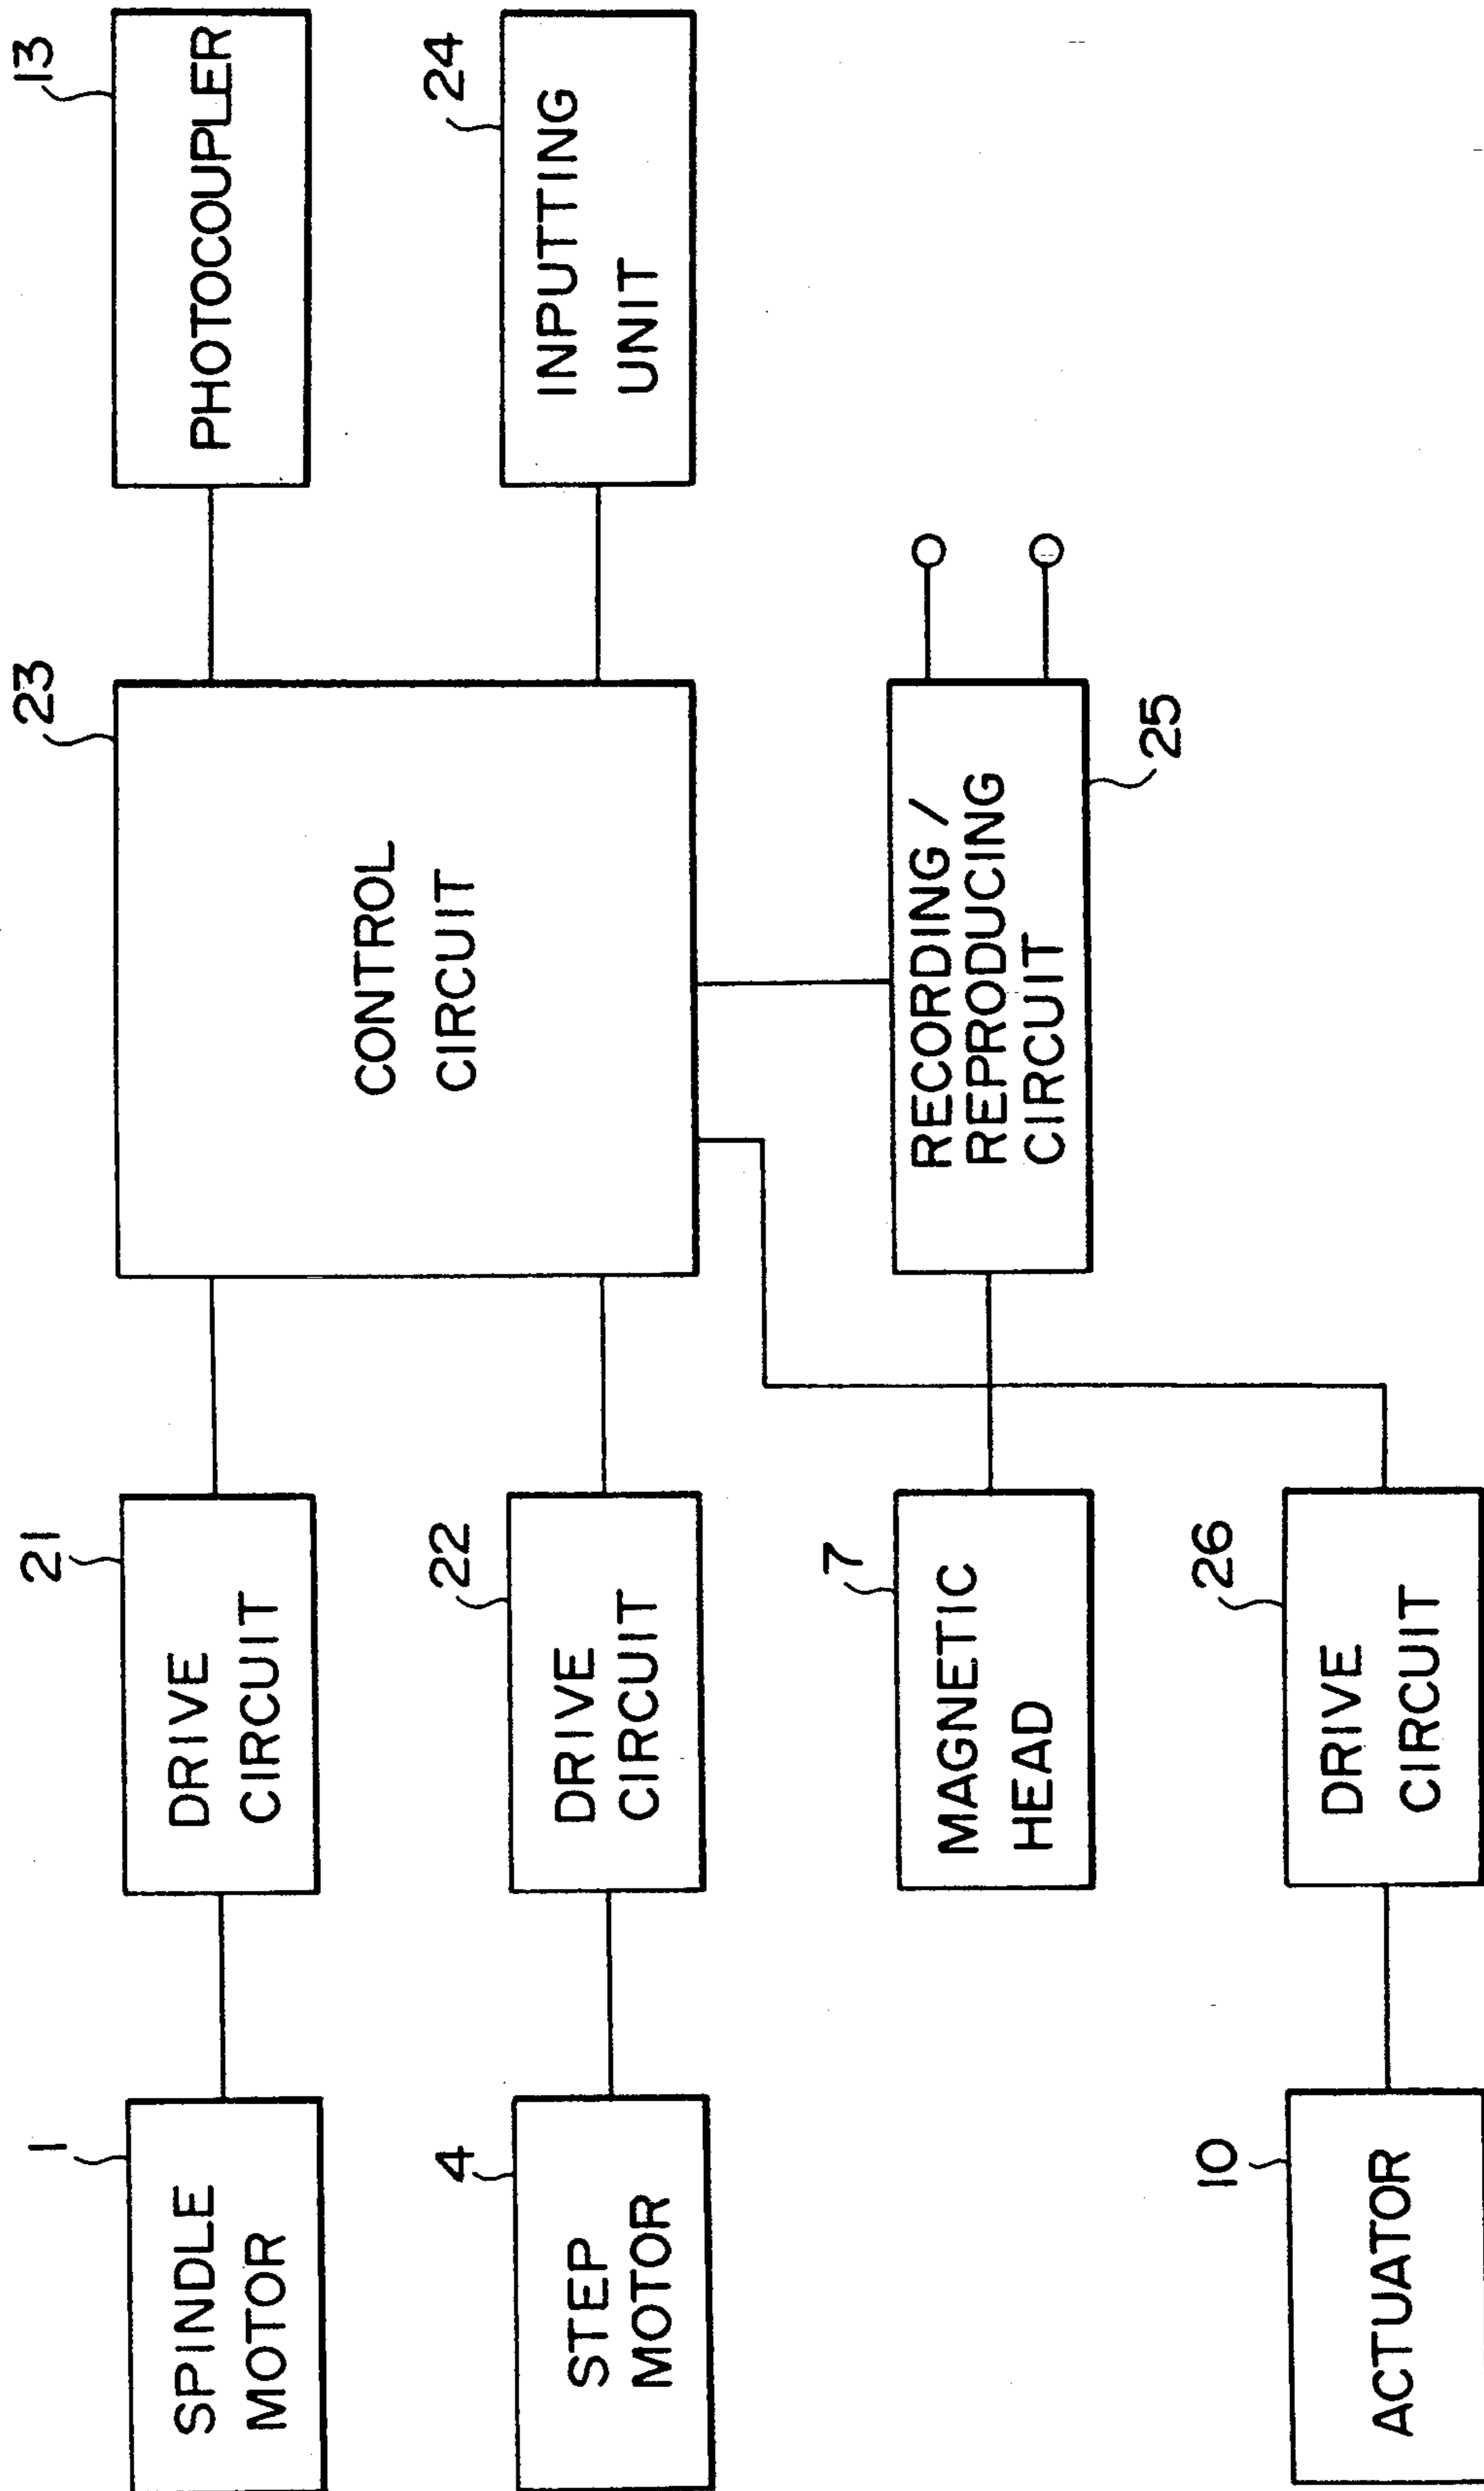 1
SPINDLE
MOTOR
21
DRIVE
CIRCUIT
23
CONTROL
CIRCUIT
13
PHOTOCOUPLER
4
STEP
MOTOR
22
DRIVE
CIRCUIT
24
INPUTTING
UNIT
7
MAGNETIC
HEAD
RECORDING/
REPRODUCING
CIRCUIT
25
10
ACTUATOR
26
DRIVE
CIRCUIT